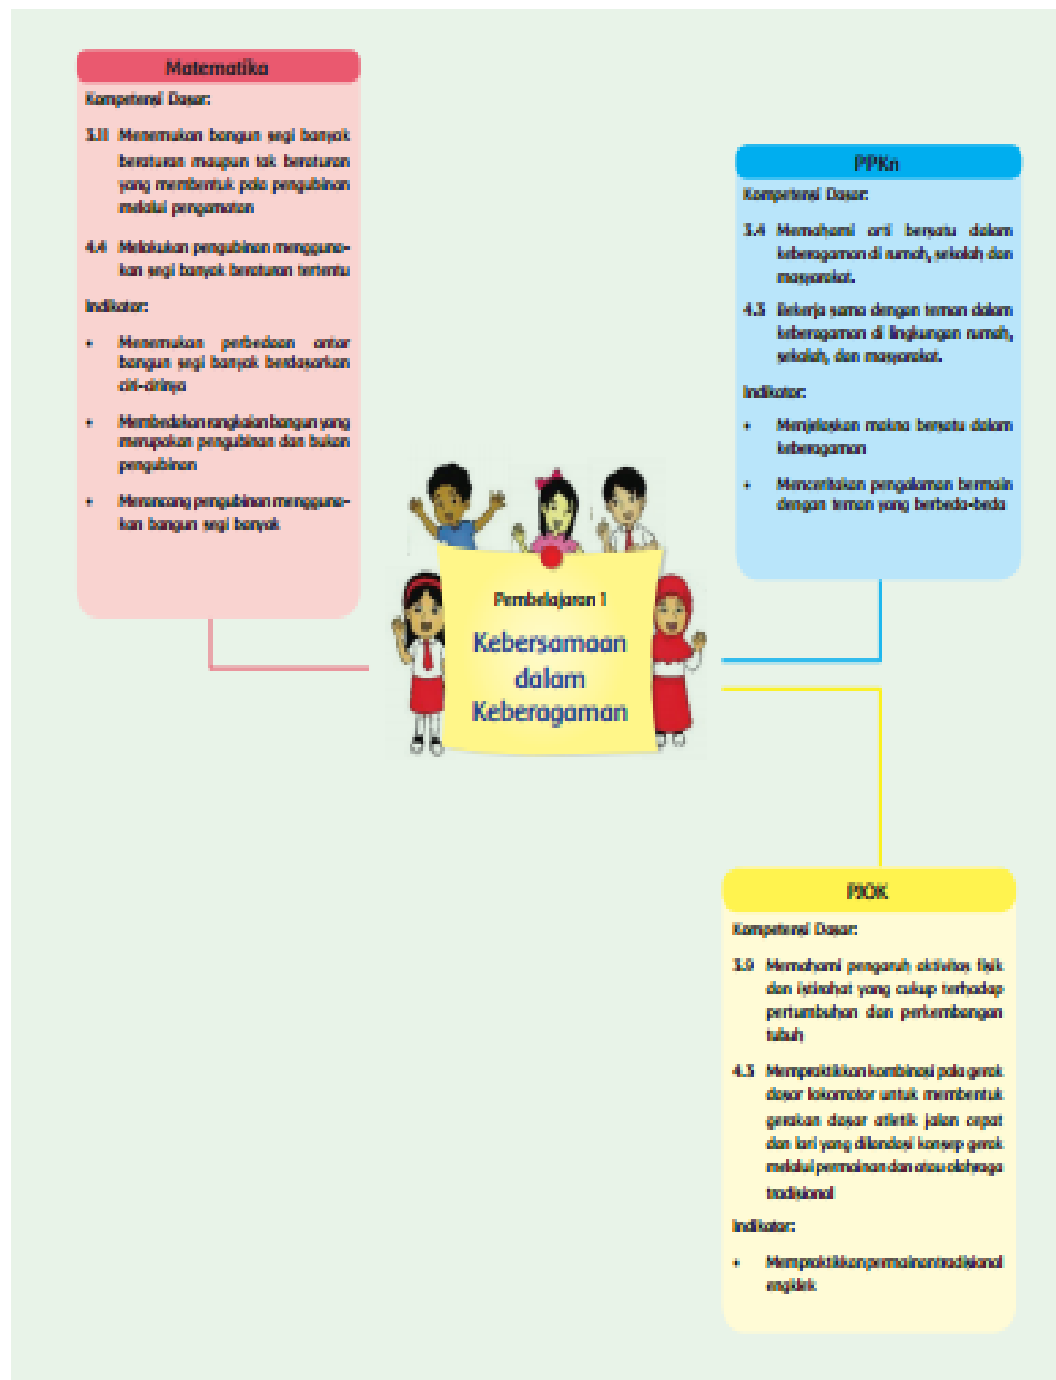 Matematika
Kompetensi Dasar:
3.11 Menemukan bangun segi banyak
beraturan maupun tak beraturan
yang membentuk pola pengubinan
melalui pengamatan
4.4 Melakukan pengubinan mengguna-
kan segi banyak beraturan tertentu
Indikator:
• Menemukan perbedaan antar
bangun segi banyak berdasarkan
ciri-cirinya
• Membedakan rangkaian bangun yang
merupakan pengubinan dan bukan
pengubinan
• Merancang pengubinan mengguna-
kan bangun segi banyak
PPKn
Kompetensi Dasar:
3.4 Memahami arti bersatu dalam
keberagaman di rumah, sekolah dan
masyarakat.
4.3 Bekerja sama dengan teman dalam
keberagaman di lingkungan rumah,
sekolah, dan masyarakat.
Indikator:
• Menjelaskan makna bersatu dalam
keberagaman
• Menceritakan pengalaman bermain
dengan teman yang berbeda-beda
Pembelajaran 1
Kebersamaan
dalam
Keberagaman
PJOK
Kompetensi Dasar:
3.9 Memahami pengaruh aktivitas fisik
dan istirahat yang cukup terhadap
pertumbuhan dan perkembangan
tubuh
4.3 Mempraktikkan kombinasi pola gerak
dasar lokomotor untuk membentuk
gerakan dasar atletik jalan cepat
dan lari yang dilandasi konsep gerak
melalui permainan dan atau olahraga
tradisional
Indikator:
• Mempraktikkan permainan tradisional
engklek